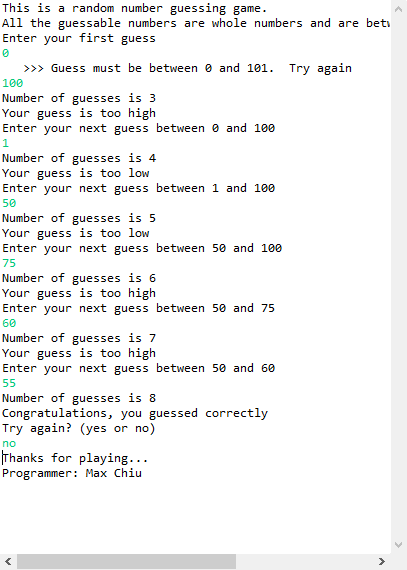 This is a random number guessing game.
All the guessable numbers are whole numbers and are
Enter your first guess
0
>>> Guess must be between 0 and 101.  Try again
100
Number of guesses is 3
Your guess is too high
Enter your next guess between 0 and 100
1
Number of guesses is 4
Your guess is too low
Enter your next guess between 1 and 100
50
Number of guesses is 5
Your guess is too low
Enter your next guess between 50 and 100
75
Number of guesses is 6
Your guess is too high
Enter your next guess between 50 and 75
60
Number of guesses is 7
Your guess is too high
Enter your next guess between 50 and 60
55
Number of guesses is 8
Congratulations, you guessed correctly
Try again? (yes or no)
no
Thanks for playing...
Programmer: Max Chiu